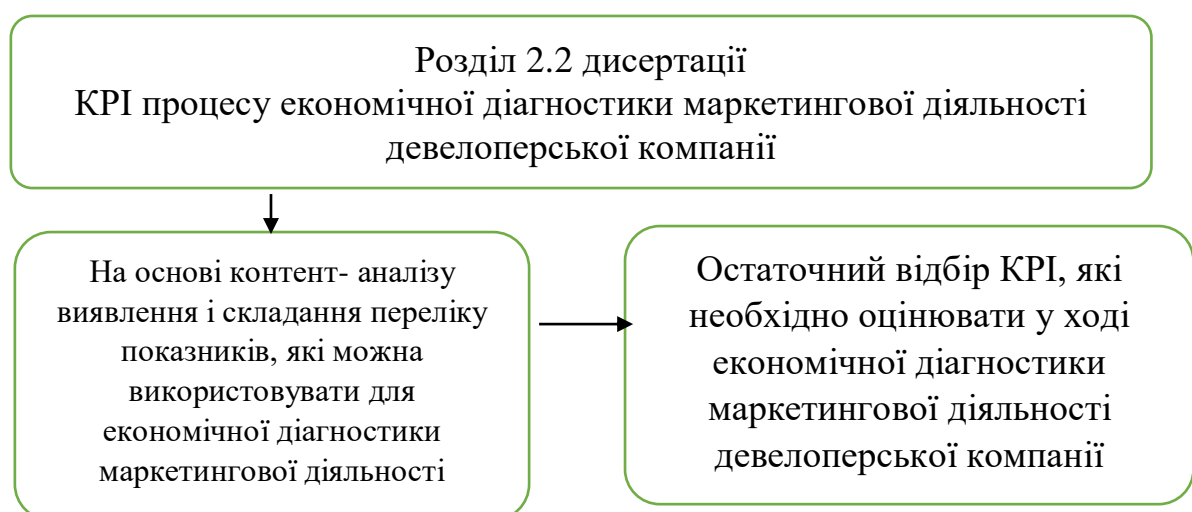 Розділ 2.2 дисертації
КРІ процесу економічної діагностики маркетингової діяльності
девелоперської компанії
На основі контент- аналізу
виявлення і складання переліку
показників, які можна
використовувати для
економічної діагностики
маркетингової діяльності
Остаточний відбір КРІ, які
необхідно оцінювати у ході
економічної діагностики
маркетингової діяльності
девелоперської компанії